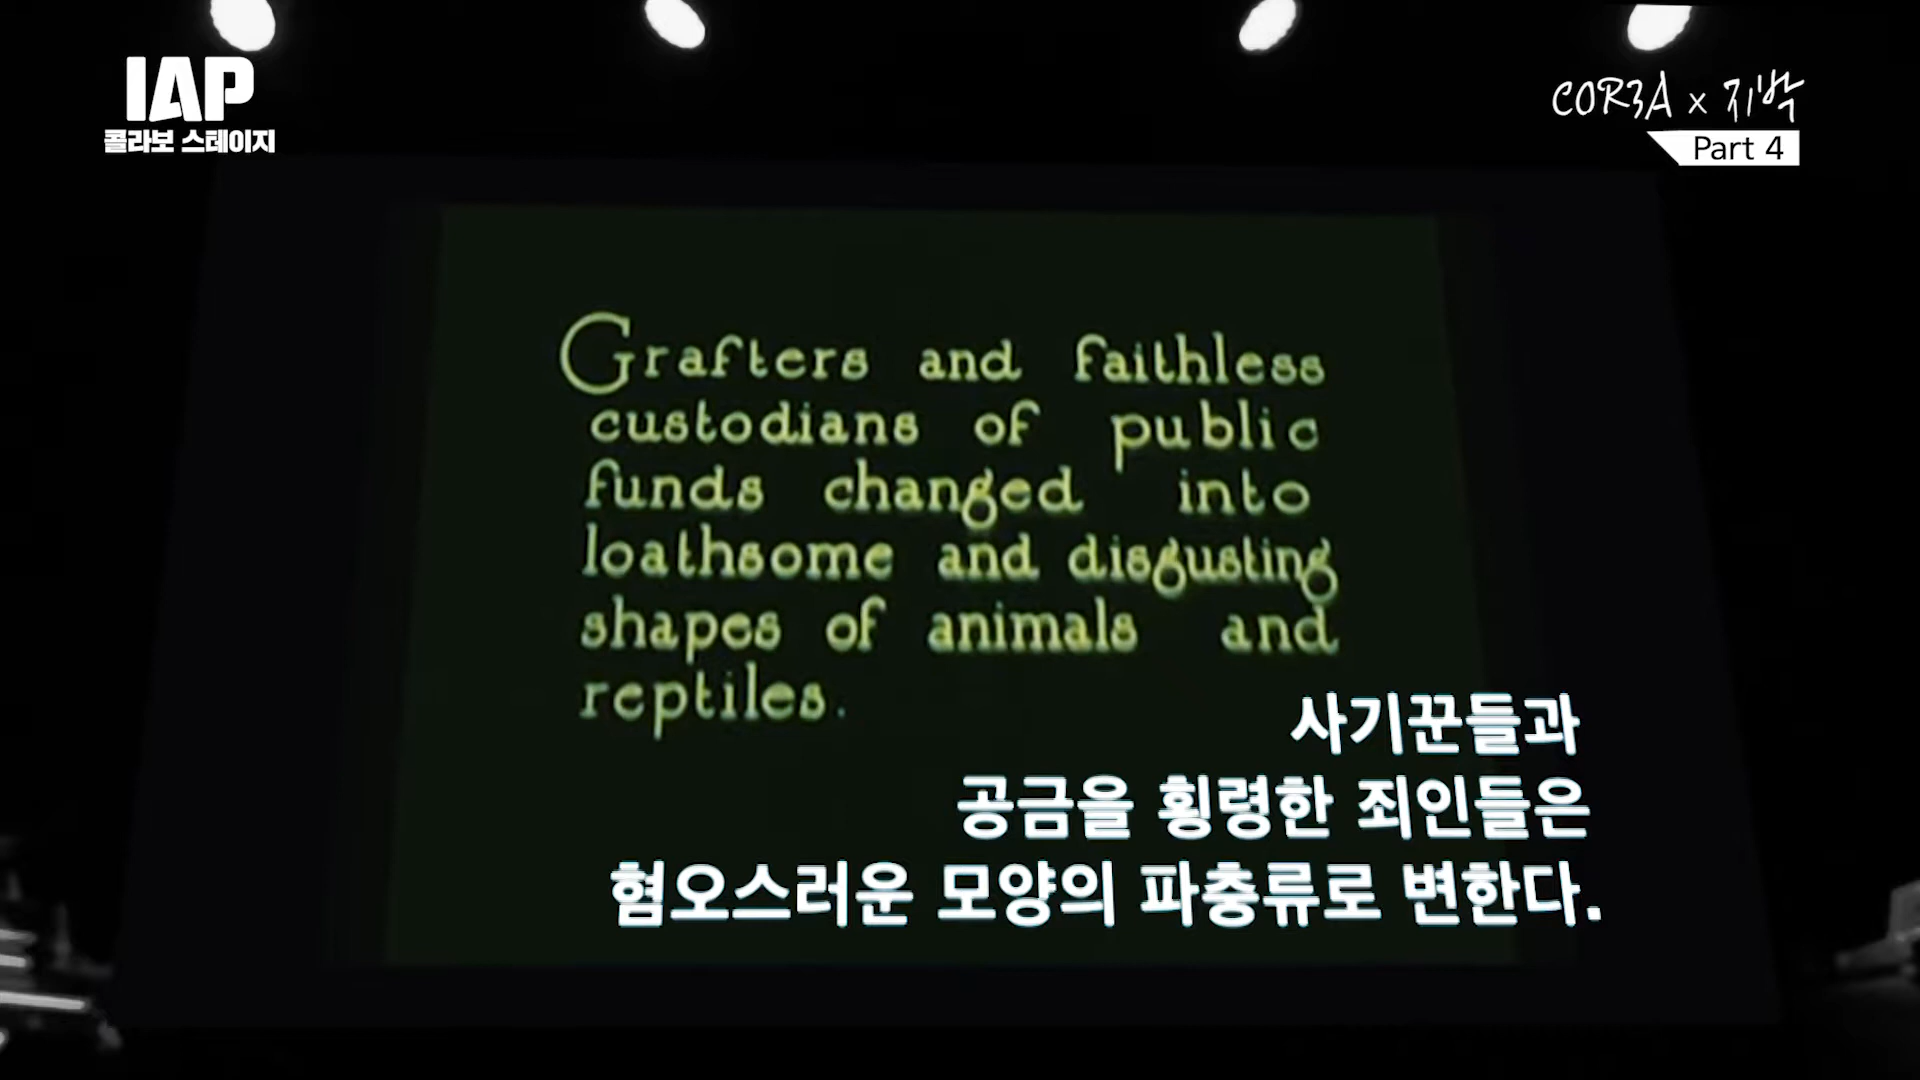 IAP
콜라보 스테이지
COR3A x 지박
Part 4
Grafters and faithless
custodians of public
funds changed into
loathsome and disgusting
shapes of animals and
reptiles.
사기꾼들과
공금을 횡령한 죄인들은
혐오스러운 모양의 파충류로 변한다.